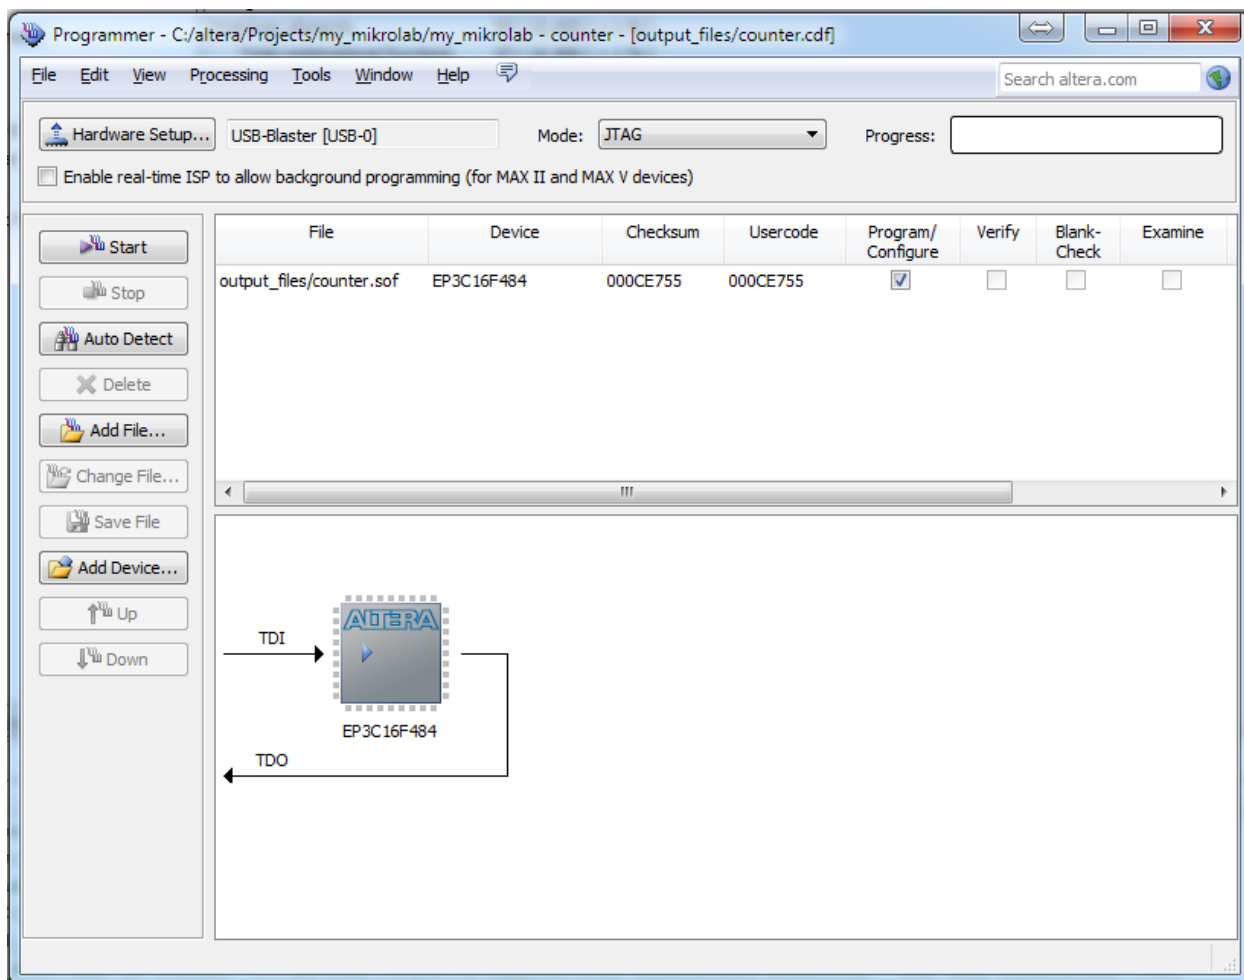 Programmer - C:/altera/Projects/my_mikrolab/my_mikrolab - counter - [output_files/counter.cdf]
File Edit View Processing Tools Window Help Search altera.com
Hardware Setup... USB-Blaster [USB-0] Mode: JTAG Progress:
Enable real-time ISP to allow background programming (for MAX II and MAX V devices)
Start
Stop
Auto Detect
Delete
Add File...
Change File...
Save File
Add Device...
Up
Down
File Device Checksum Usercode Program/ Verify Blank- Examine
Configure Check
output_files/counter.sof EP3C16F484 000CE755 000CE755
ALTERA
TDI
EP3C16F484
TDO